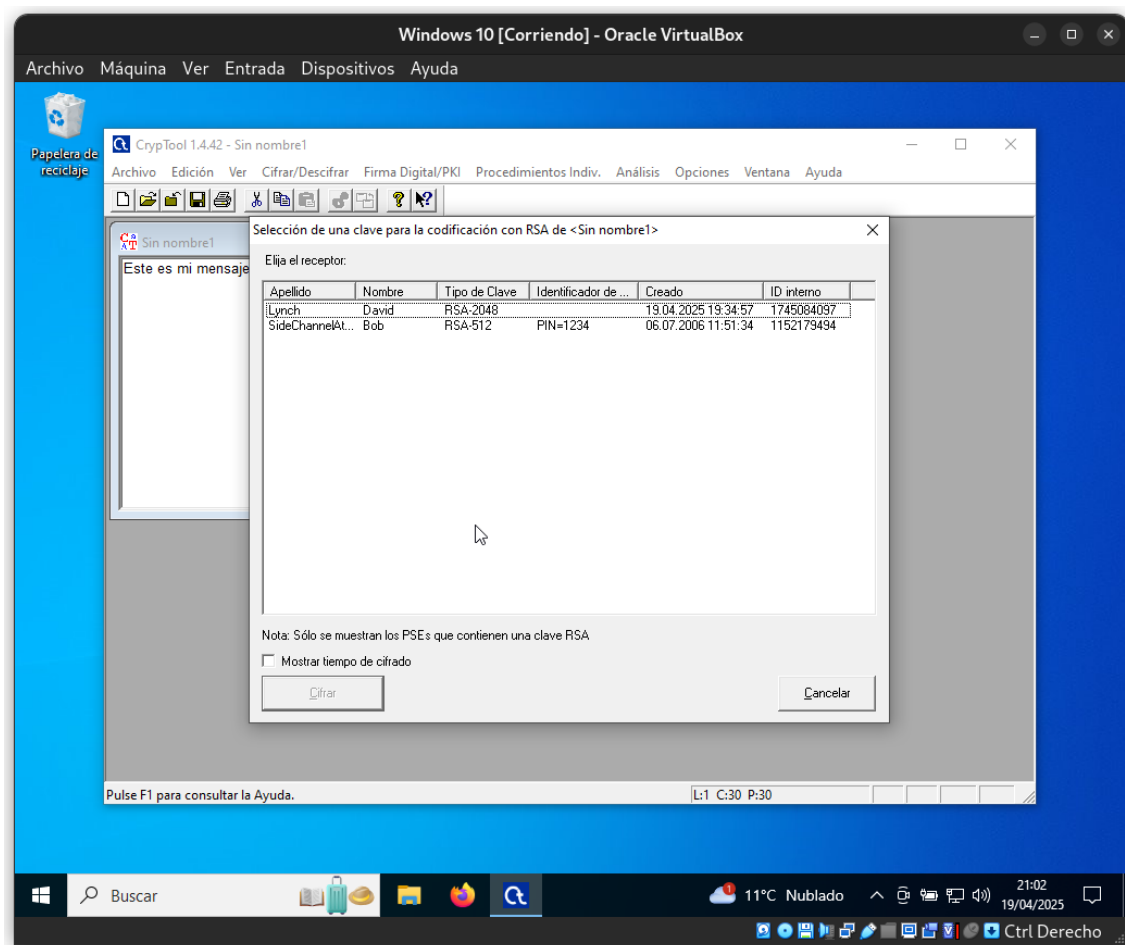 Windows 10 [Corriendo] - Oracle VirtualBox
Archivo Máquina Ver Entrada Dispositivos Ayuda
Papelera de
reciclaje
CrypTool 1.4.42 - Sin nombre1
Archivo Edición Ver Cifrar/Descifrar Firma Digital/PKI Procedimientos Indiv. Análisis Opciones Ventana Ayuda
Sin nombre1
Este es mi mensaje
Selección de una clave para la codificación con RSA de <Sin nombre1>
Elija el receptor:
Apellido Nombre Tipo de Clave Identificador de ... Creado ID interno
Lynch David RSA-2048 19.04.2025 19:34:57 1745084097
SideChannelAt... Bob RSA-512 PIN=1234 06.07.2006 11:51:34 1152179494
Nota: Sólo se muestran los PSEs que contienen una clave RSA
Mostrar tiempo de cifrado
Cifrar Cancelar
Pulse F1 para consultar la Ayuda. L:1 C:30 P:30
Buscar 11°C Nublado 21:02
19/04/2025
Ctrl Derecho